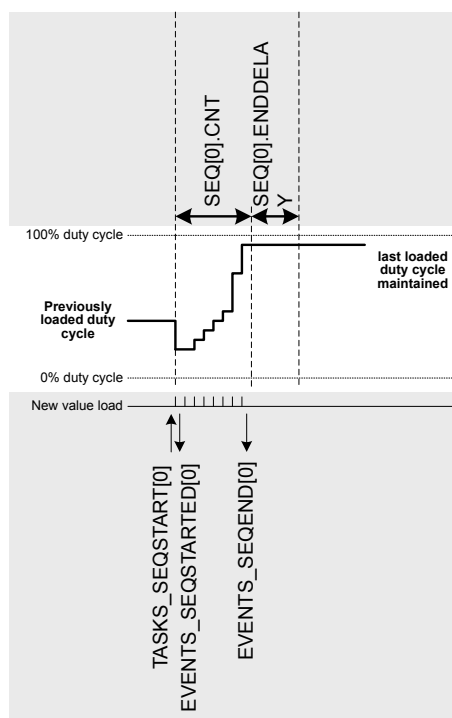 SEQ[0].CNT
SEQ[0].ENDDELA
Y
100% duty cycle
last loaded
duty cycle
maintained
Previously
loaded duty
cycle
0% duty cycle
New value load
TASKS_SEQSTART[0]
EVENTS_SEQSTARTED[0]
EVENTS_SEQEND[0]